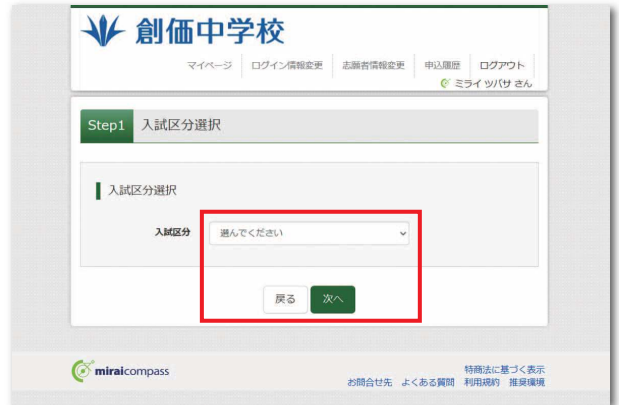 創価中学校
マイページ ログイン情報変更 志願者情報変更 申込履歴 ログアウト
ミライ ツバサ さん
Step1 入試区分選択
入試区分選択
入試区分 選んでください
戻る 次へ
miraicompass
特商法に基づく表示
お問合せ先 よくある質問 利用規約 推奨環境